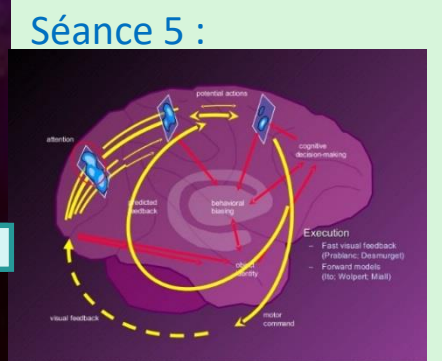 Séance 5 :
potential actions
attention
cognitive
decision-making
predicted
feedback
behavioral
biasing
Execution
– Fast visual feedback
(Prablanc; Desmurget)
– Forward models
(Ito; Wolpert; Miall)
object
identity
visual feedback
motor
command